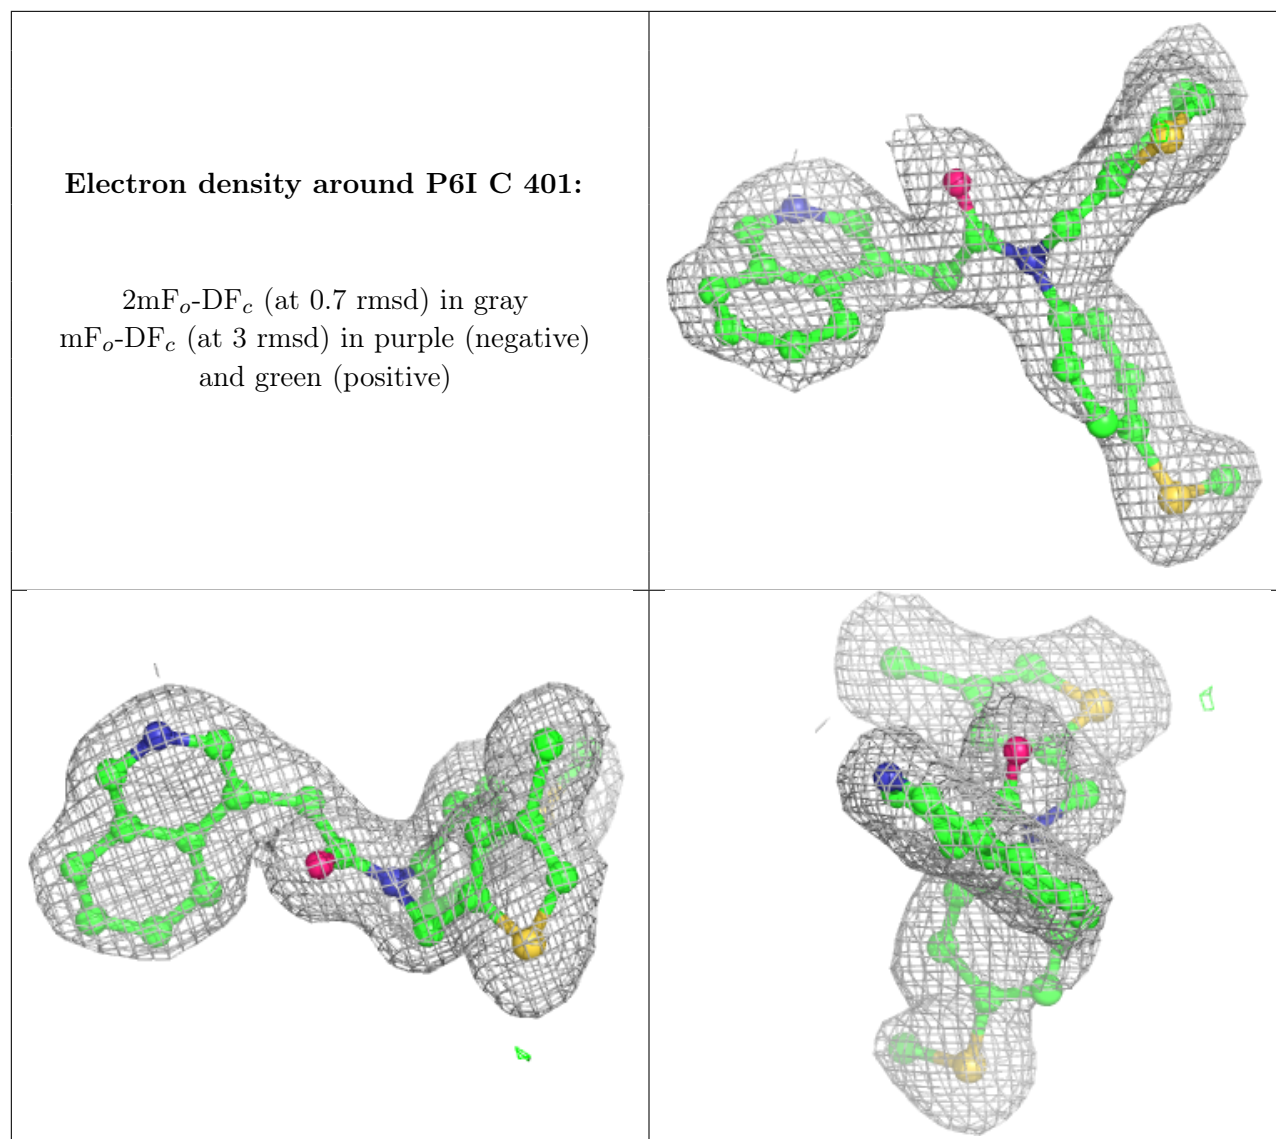 Electron density around P6I C 401:
2mFo-DFc (at 0.7 rmsd) in gray
mFo-DFc (at 3 rmsd) in purple (negative)
and green (positive)